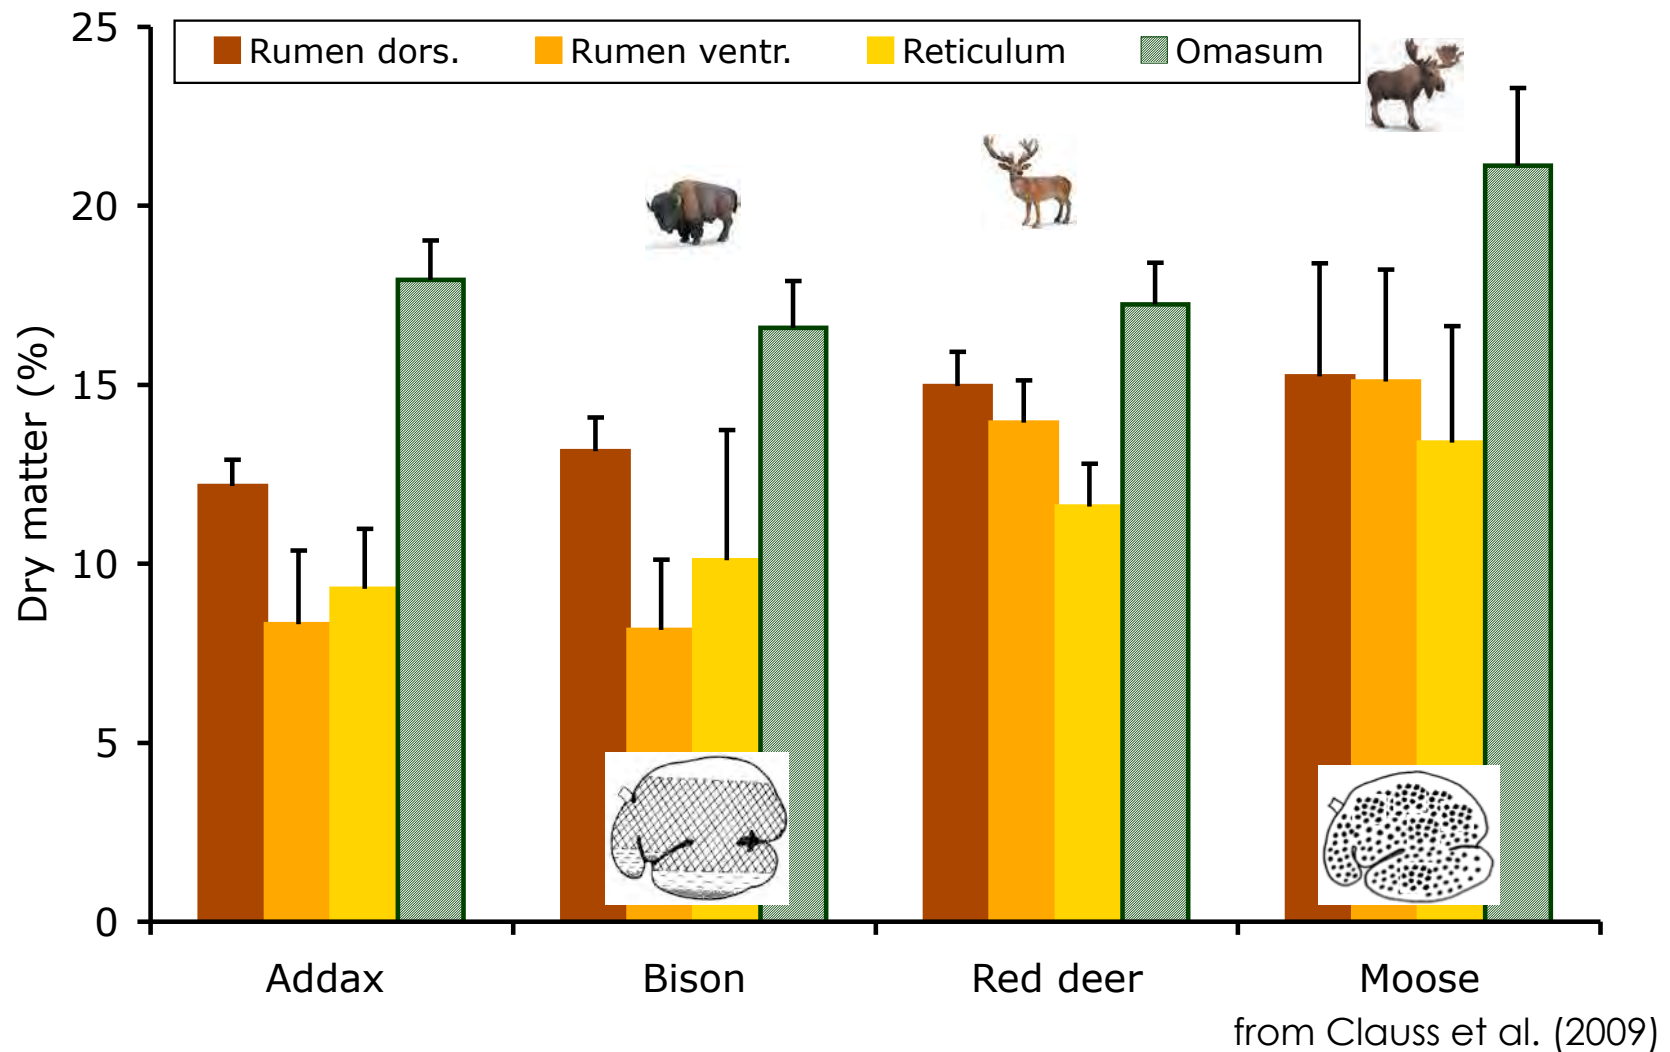 25
Rumen dors. Rumen ventr. Reticulum Omasum
20
15
10
5
0
Dry matter (%)
Addax Bison Red deer Moose
from Clauss et al. (2009)